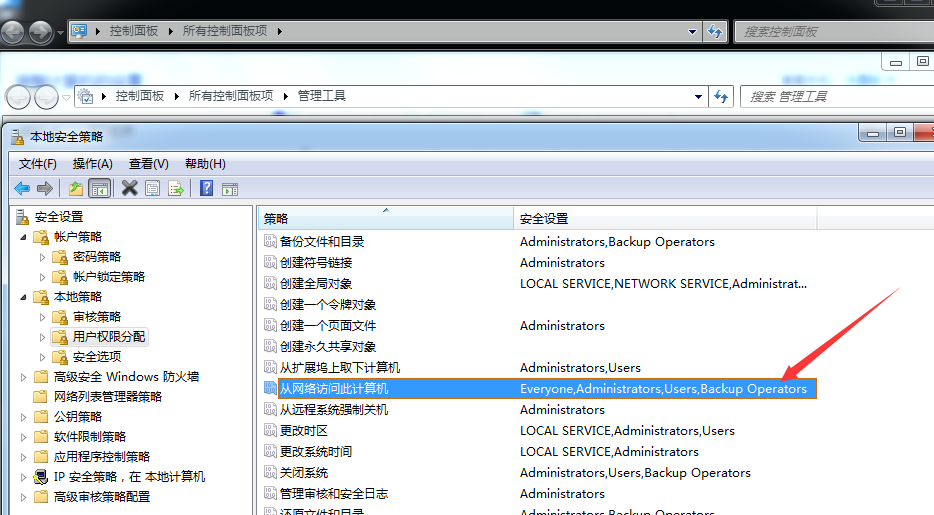 控制面板 所有控制面板项 搜索控制面板
控制面板 所有控制面板项 管理工具 搜索 管理工具
本地安全策略
文件(F) 操作(A) 查看(V) 帮助(H)
安全设置
帐户策略
密码策略
帐户锁定策略
本地策略
审核策略
用户权限分配
安全选项
高级安全 Windows 防火墙
网络列表管理器策略
公钥策略
软件限制策略
应用程序控制策略
IP 安全策略，在 本地计算机
高级审核策略配置
策略 安全设置
备份文件和目录 Administrators,Backup Operators
创建符号链接 Administrators
创建全局对象 LOCAL SERVICE,NETWORK SERVICE,Administrat...
创建一个令牌对象
创建一个页面文件 Administrators
创建永久共享对象
从扩展坞上取下计算机 Administrators,Users
从网络访问此计算机 Everyone,Administrators,Users,Backup Operators
从远程系统强制关机 Administrators
更改时区 LOCAL SERVICE,Administrators,Users
更改系统时间 LOCAL SERVICE,Administrators
关闭系统 Administrators,Users,Backup Operators
管理审核和安全日志 Administrators
还原文件和目录 Administrators,Backup Operators